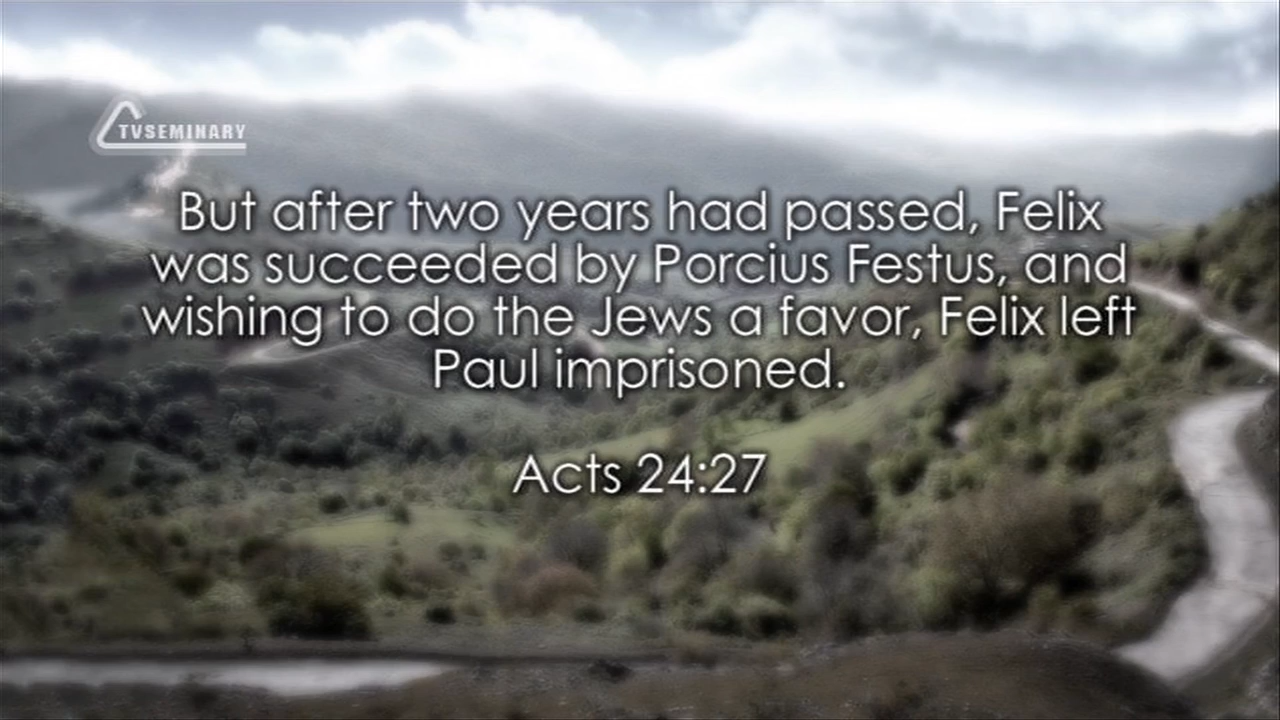 TVSEMINARY
But after two years had passed, Felix
was succeeded by Porcius Festus, and
wishing to do the Jews a favor, Felix left
Paul imprisoned.
Acts 24:27